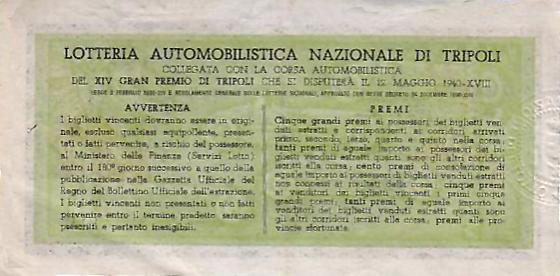 LOTTERIA AUTOMOBILISTICA NAZIONALE DI TRIPOLI
COLLEGATA CON LA CORSA AUTOMOBILISTICA
DEL XIV GRAN PREMIO DI TRIPOLI CHE SI DISPUTERÀ IL 12 MAGGIO 1940-XVIII
AVVERTENZA
I biglietti vincenti dovranno essere in origi-
nale, escluso qualsiasi equipollente, presen-
tati o fatti pervenire, a rischio del possessore,
al Ministero delle Finanze (Servizi Lotto)
entro il 180º giorno successivo a quello della
pubblicazione nella Gazzetta Ufficiale del
Regno del Bollettino Ufficiale dell'estrazione.
I biglietti vincenti non presentati o non fatti
pervenire entro il termine predetto saranno
prescritti e pertanto ineseguibili.
PREMI
Cinque grandi premi ai possessori dei biglietti ven-
duti estratti e corrispondenti ai corridori arrivati
primo, secondo, terzo, quarto e quinto nella corsa;
tanti premi di eguale importo ai possessori dei bi-
glietti venduti estratti quanti sono gli altri corridori
iscritti alla corsa; cento premi di consolazione di
eguale importo ai possessori di biglietti venduti estratti
non connessi ai risultati della corsa; cinque premi
ai venditori dei biglietti vincenti i primi cinque
grandi premi; tanti premi di eguale importo ai
venditori dei biglietti venduti estratti quanti sono
gli altri corridori iscritti alla corsa; premi alle pro-
vincie